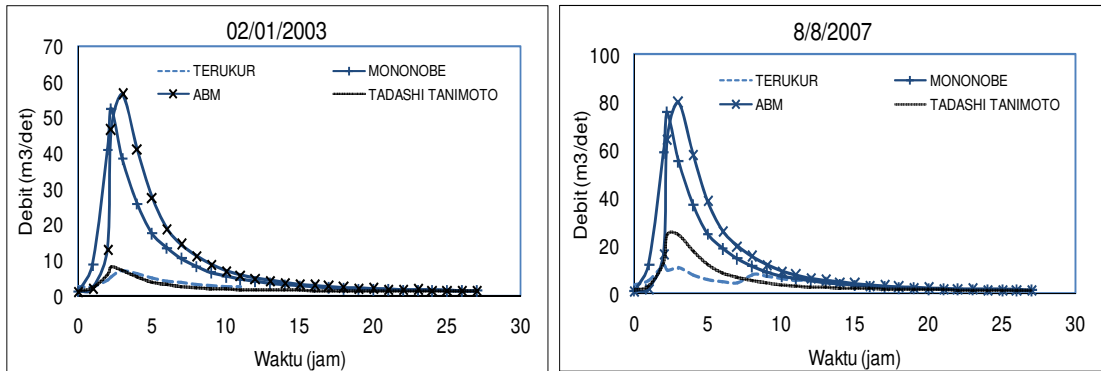 02/01/2003
70
60
50
40
30
20
10
0
Debit (m3/det)
TERUKUR
MONONOBE
ABM
TADASHI TANIMOTO
0 5 10 15 20 25 30
Waktu (jam)
8/8/2007
100
80
60
40
20
0
Debit (m3/det)
TERUKUR
MONONOBE
ABM
TADASHI TANIMOTO
0 5 10 15 20 25 30
Waktu (jam)